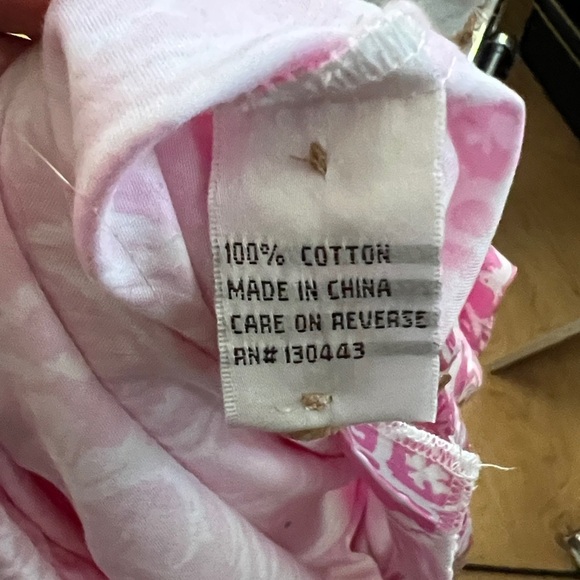 100% COTTON
MADE IN CHINA
CARE ON REVERSE
RN# 130443